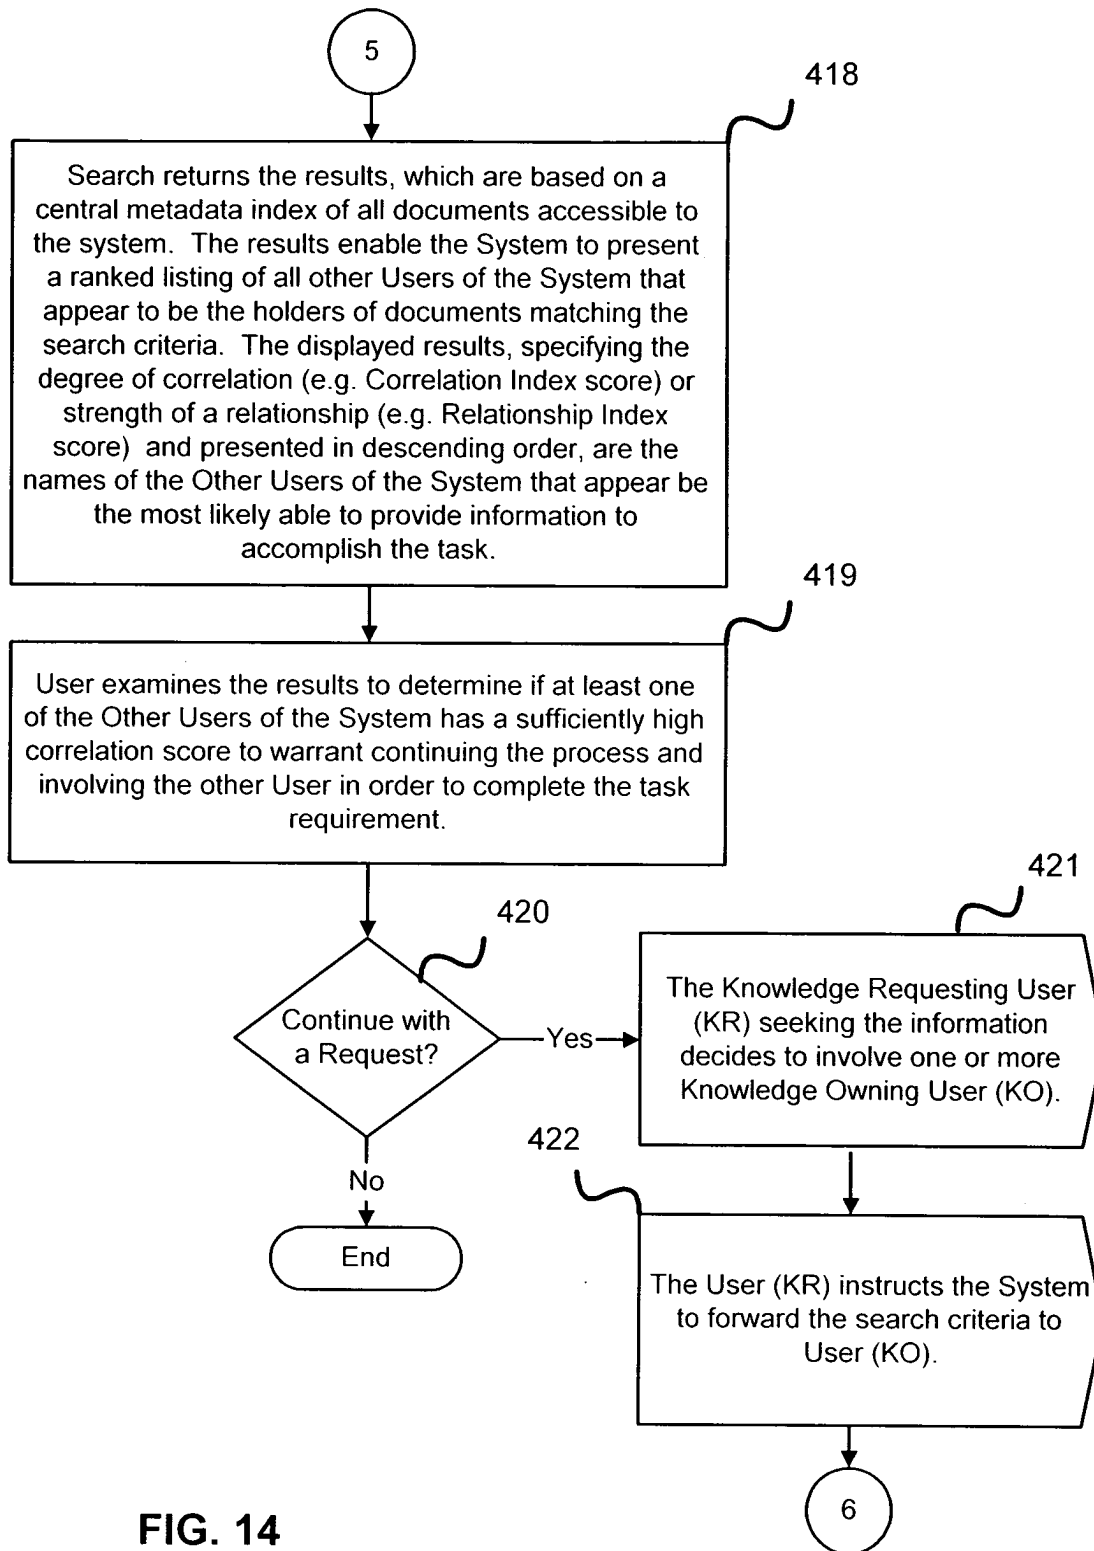 5
418
Search returns the results, which are based on a
central metadata index of all documents accessible to
the system.  The results enable the System to present
a ranked listing of all other Users of the System that
appear to be the holders of documents matching the
search criteria.  The displayed results, specifying the
degree of correlation (e.g. Correlation Index score) or
strength of a relationship (e.g. Relationship Index
score)  and presented in descending order, are the
names of the Other Users of the System that appear be
the most likely able to provide information to
accomplish the task.
419
User examines the results to determine if at least one
of the Other Users of the System has a sufficiently high
correlation score to warrant continuing the process and
involving the other User in order to complete the task
requirement.
420
Continue with
a Request?
Yes
421
The Knowledge Requesting User
(KR) seeking the information
decides to involve one or more
Knowledge Owning User (KO).
No
End
422
The User (KR) instructs the System
to forward the search criteria to
User (KO).
6
FIG. 14